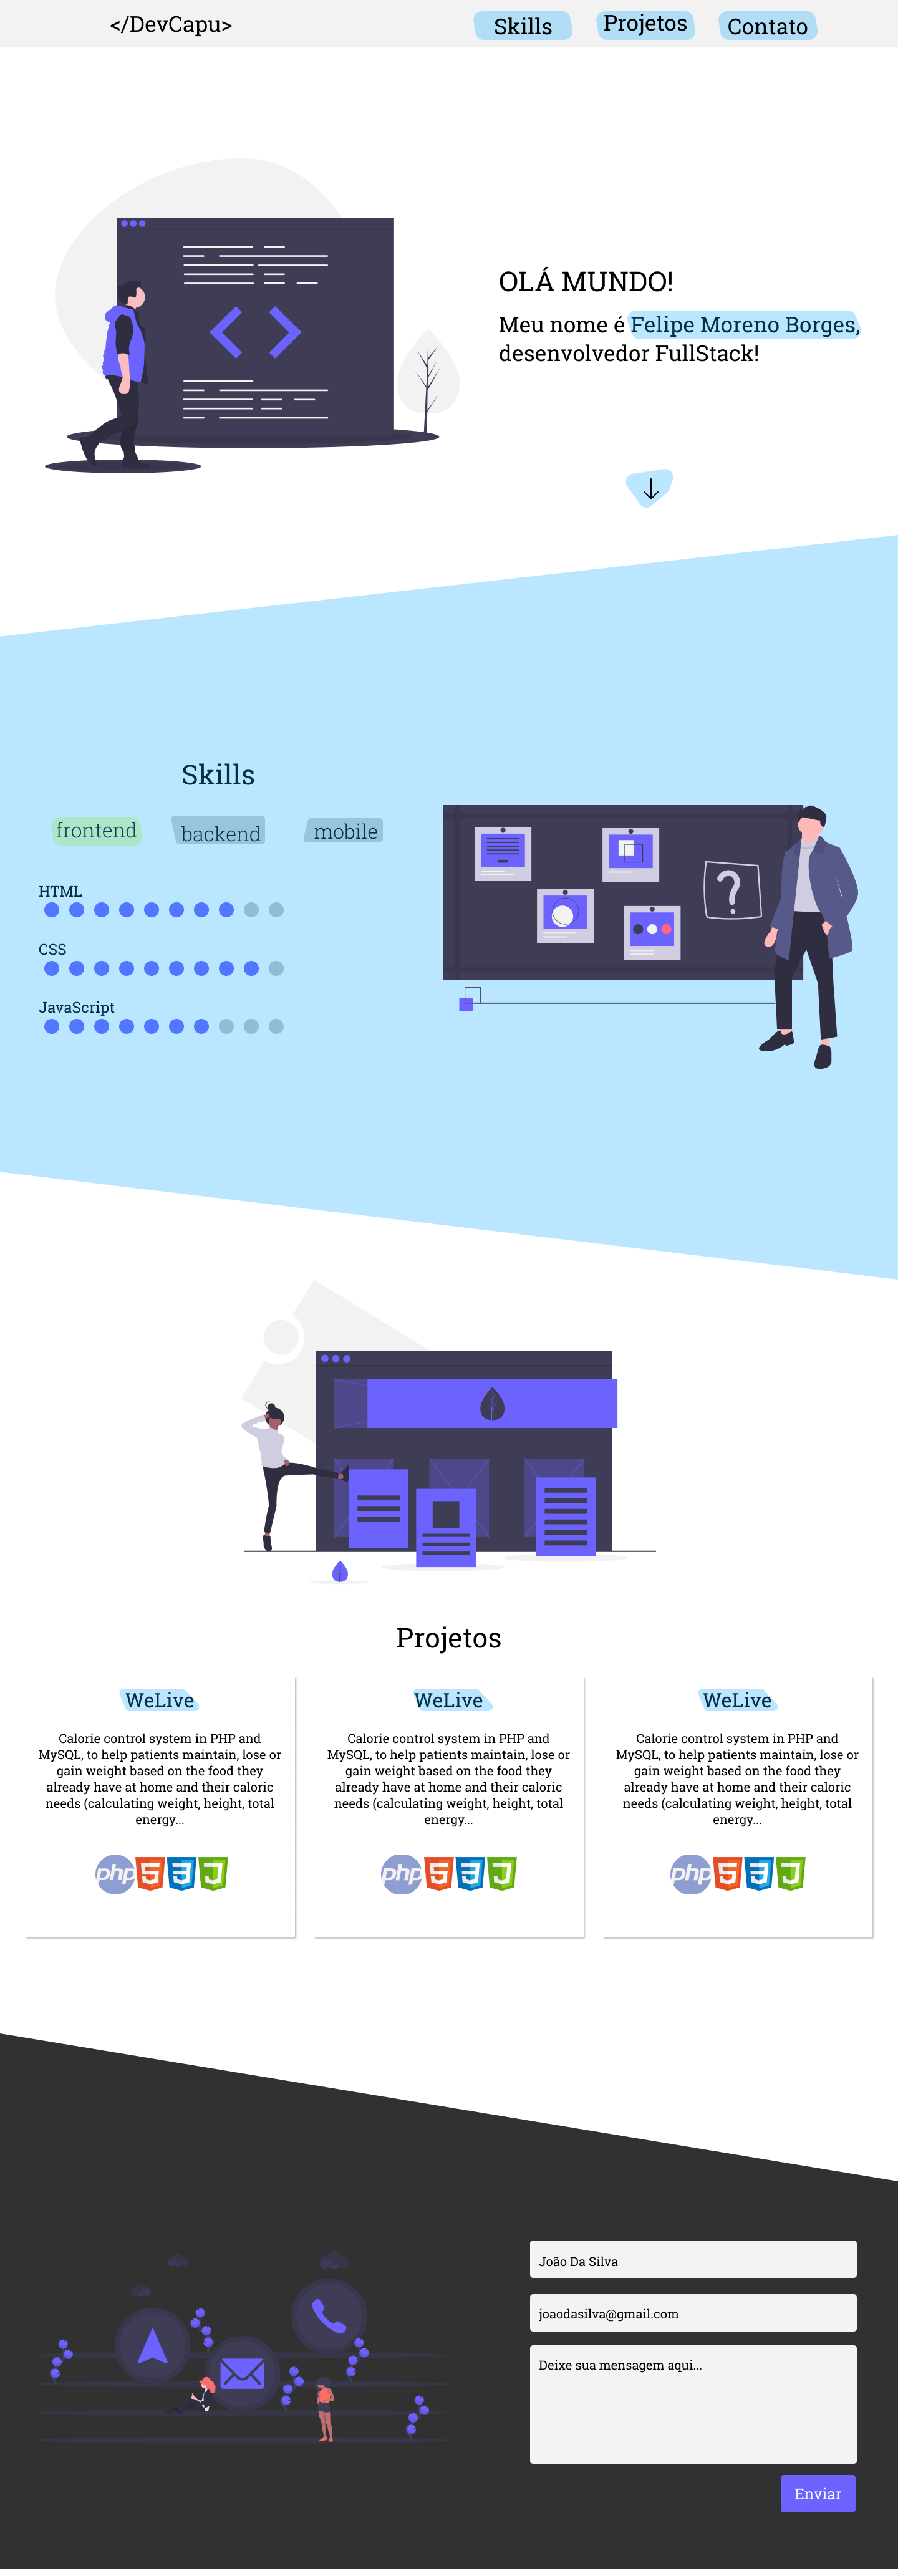 </DevCapu>
Skills
Projetos
Contato
OLÁ MUNDO!
Meu nome é Felipe Moreno Borges,
desenvolvedor FullStack!
Skills
frontend
backend
mobile
HTML
CSS
JavaScript
?
Projetos
WeLive
Calorie control system in PHP and
MySQL, to help patients maintain, lose or
gain weight based on the food they
already have at home and their caloric
needs (calculating weight, height, total
energy...
php
5
3
J
WeLive
Calorie control system in PHP and
MySQL, to help patients maintain, lose or
gain weight based on the food they
already have at home and their caloric
needs (calculating weight, height, total
energy...
php
5
3
J
WeLive
Calorie control system in PHP and
MySQL, to help patients maintain, lose or
gain weight based on the food they
already have at home and their caloric
needs (calculating weight, height, total
energy...
php
5
3
J
João Da Silva
joaodasilva@gmail.com
Deixe sua mensagem aqui...
Enviar